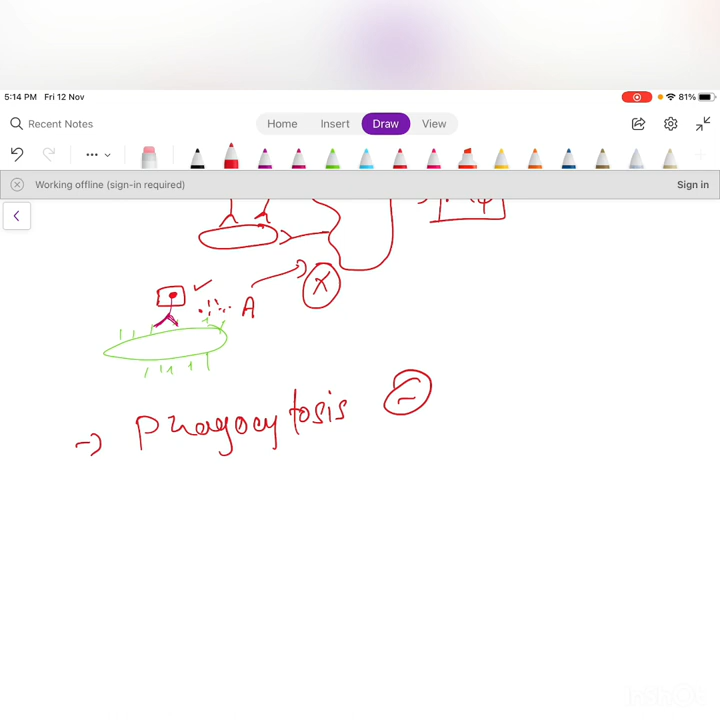 5:14 PM Fri 12 Nov
81%
Recent Notes
Home Insert Draw View
Working offline (sign-in required)
Sign in
φ
X
A
→ Phagocytosis